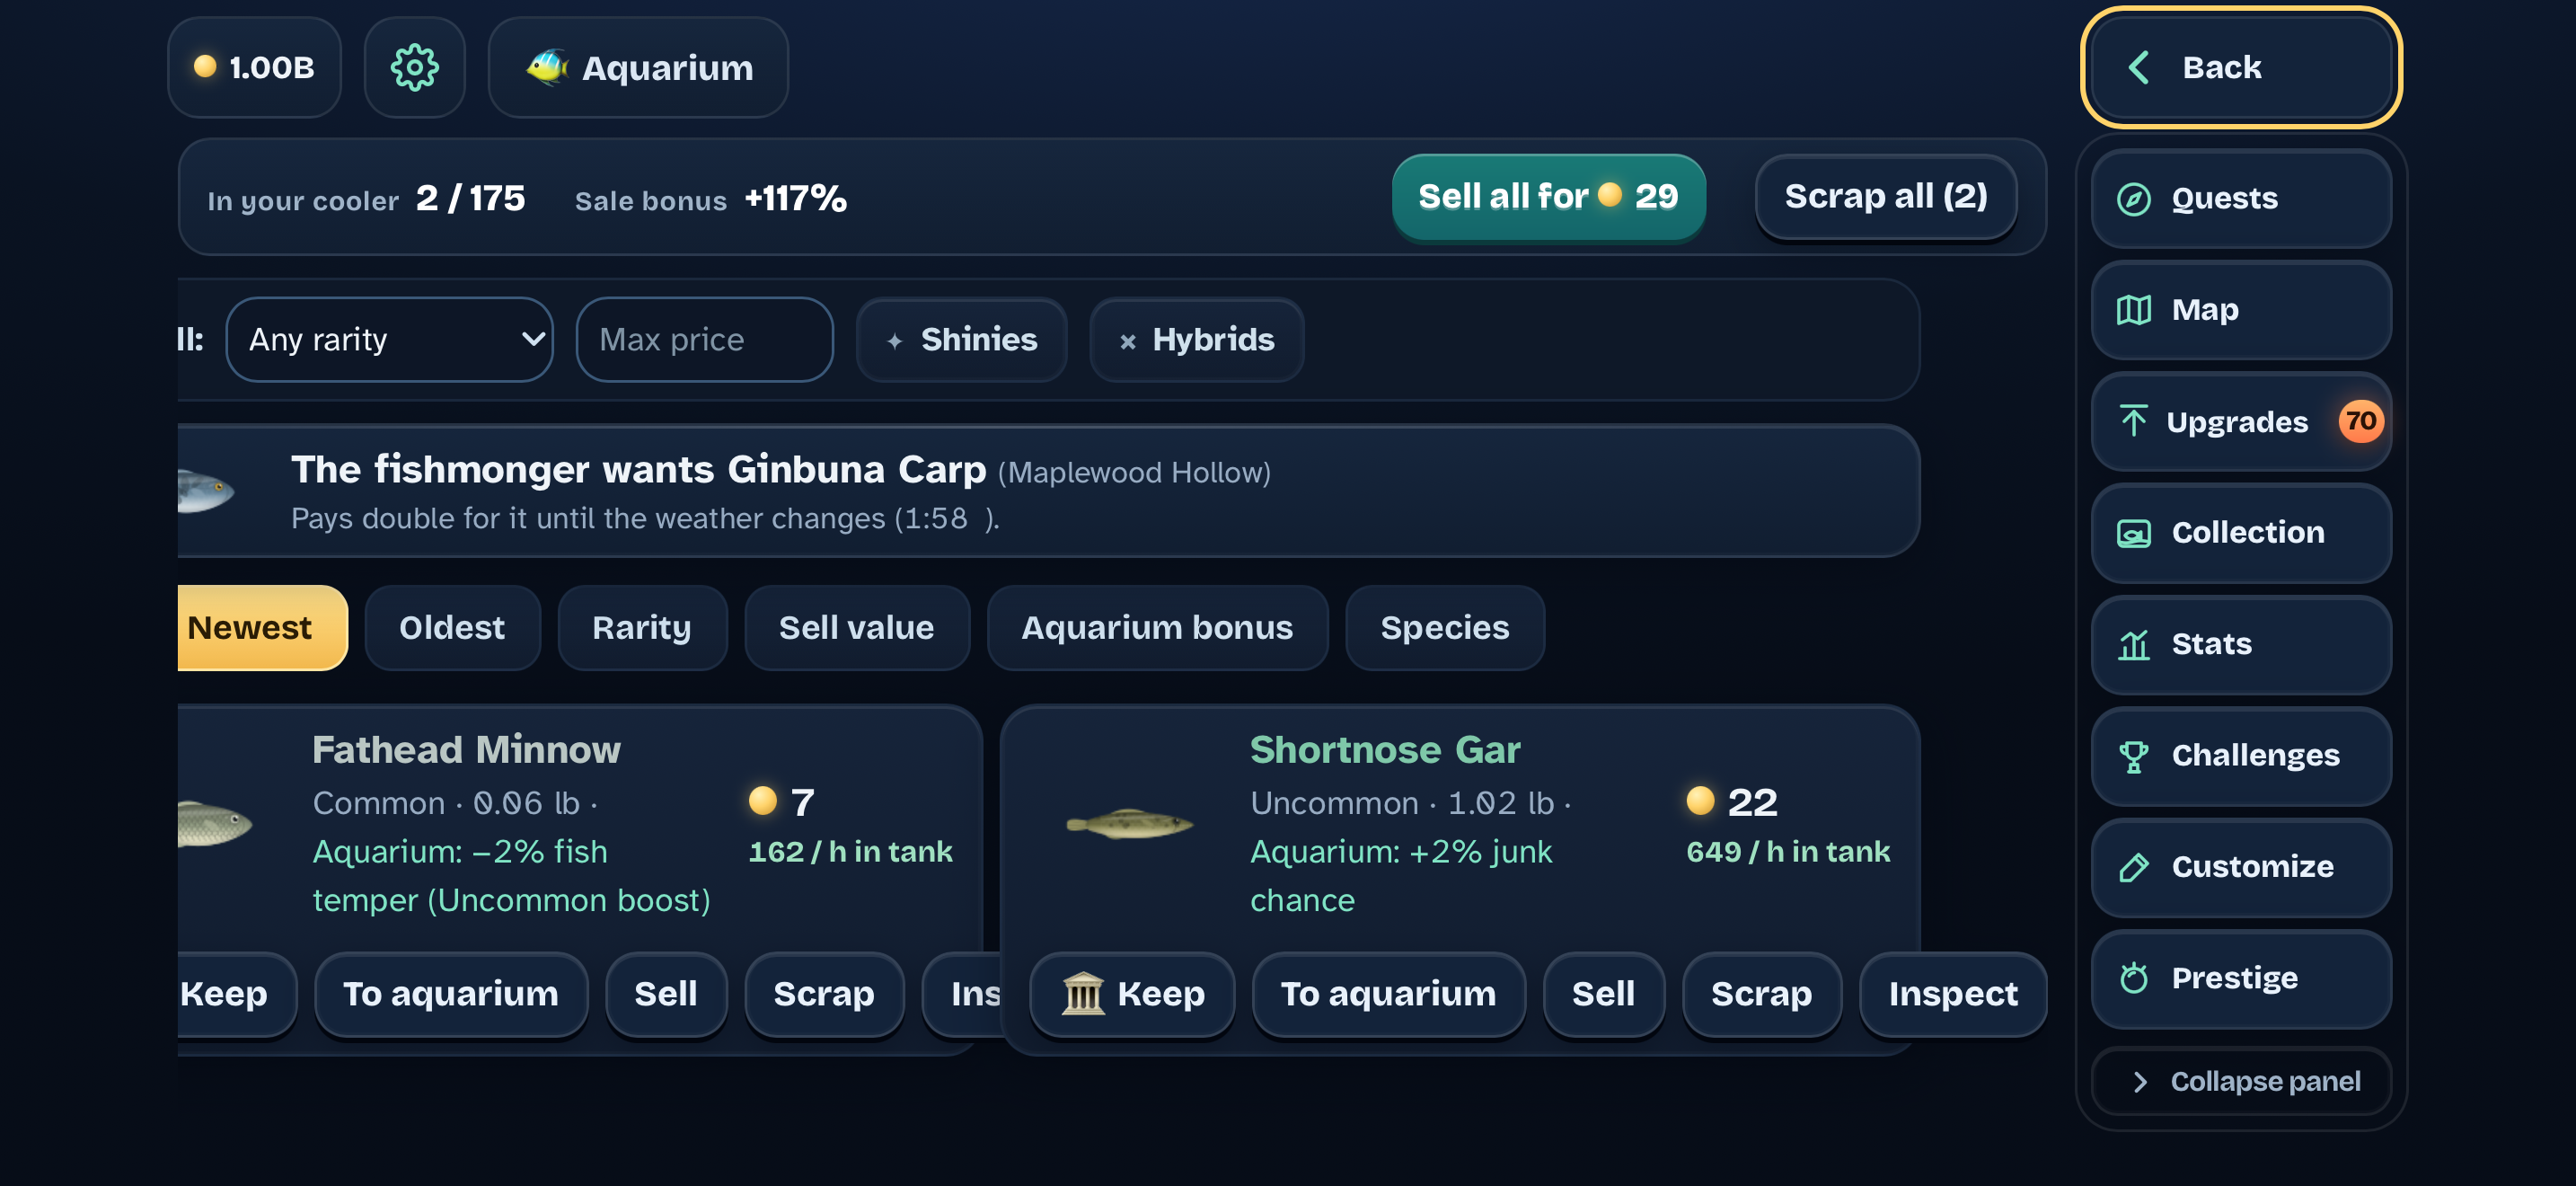 1.00B
Aquarium
Back
In your cooler 2 / 175 Sale bonus +117%
Sell all for 29
Scrap all (2)
ll: Any rarity Max price ✦ Shinies × Hybrids
The fishmonger wants Ginbuna Carp (Maplewood Hollow)
Pays double for it until the weather changes (1:58 ).
Newest Oldest Rarity Sell value Aquarium bonus Species
Fathead Minnow
Common · 0.06 lb ·
Aquarium: −2% fish
temper (Uncommon boost)
7
162 / h in tank
Keep To aquarium Sell Scrap Ins
Shortnose Gar
Uncommon · 1.02 lb ·
Aquarium: +2% junk
chance
22
649 / h in tank
Keep To aquarium Sell Scrap Inspect
Quests
Map
Upgrades 70
Collection
Stats
Challenges
Customize
Prestige
Collapse panel